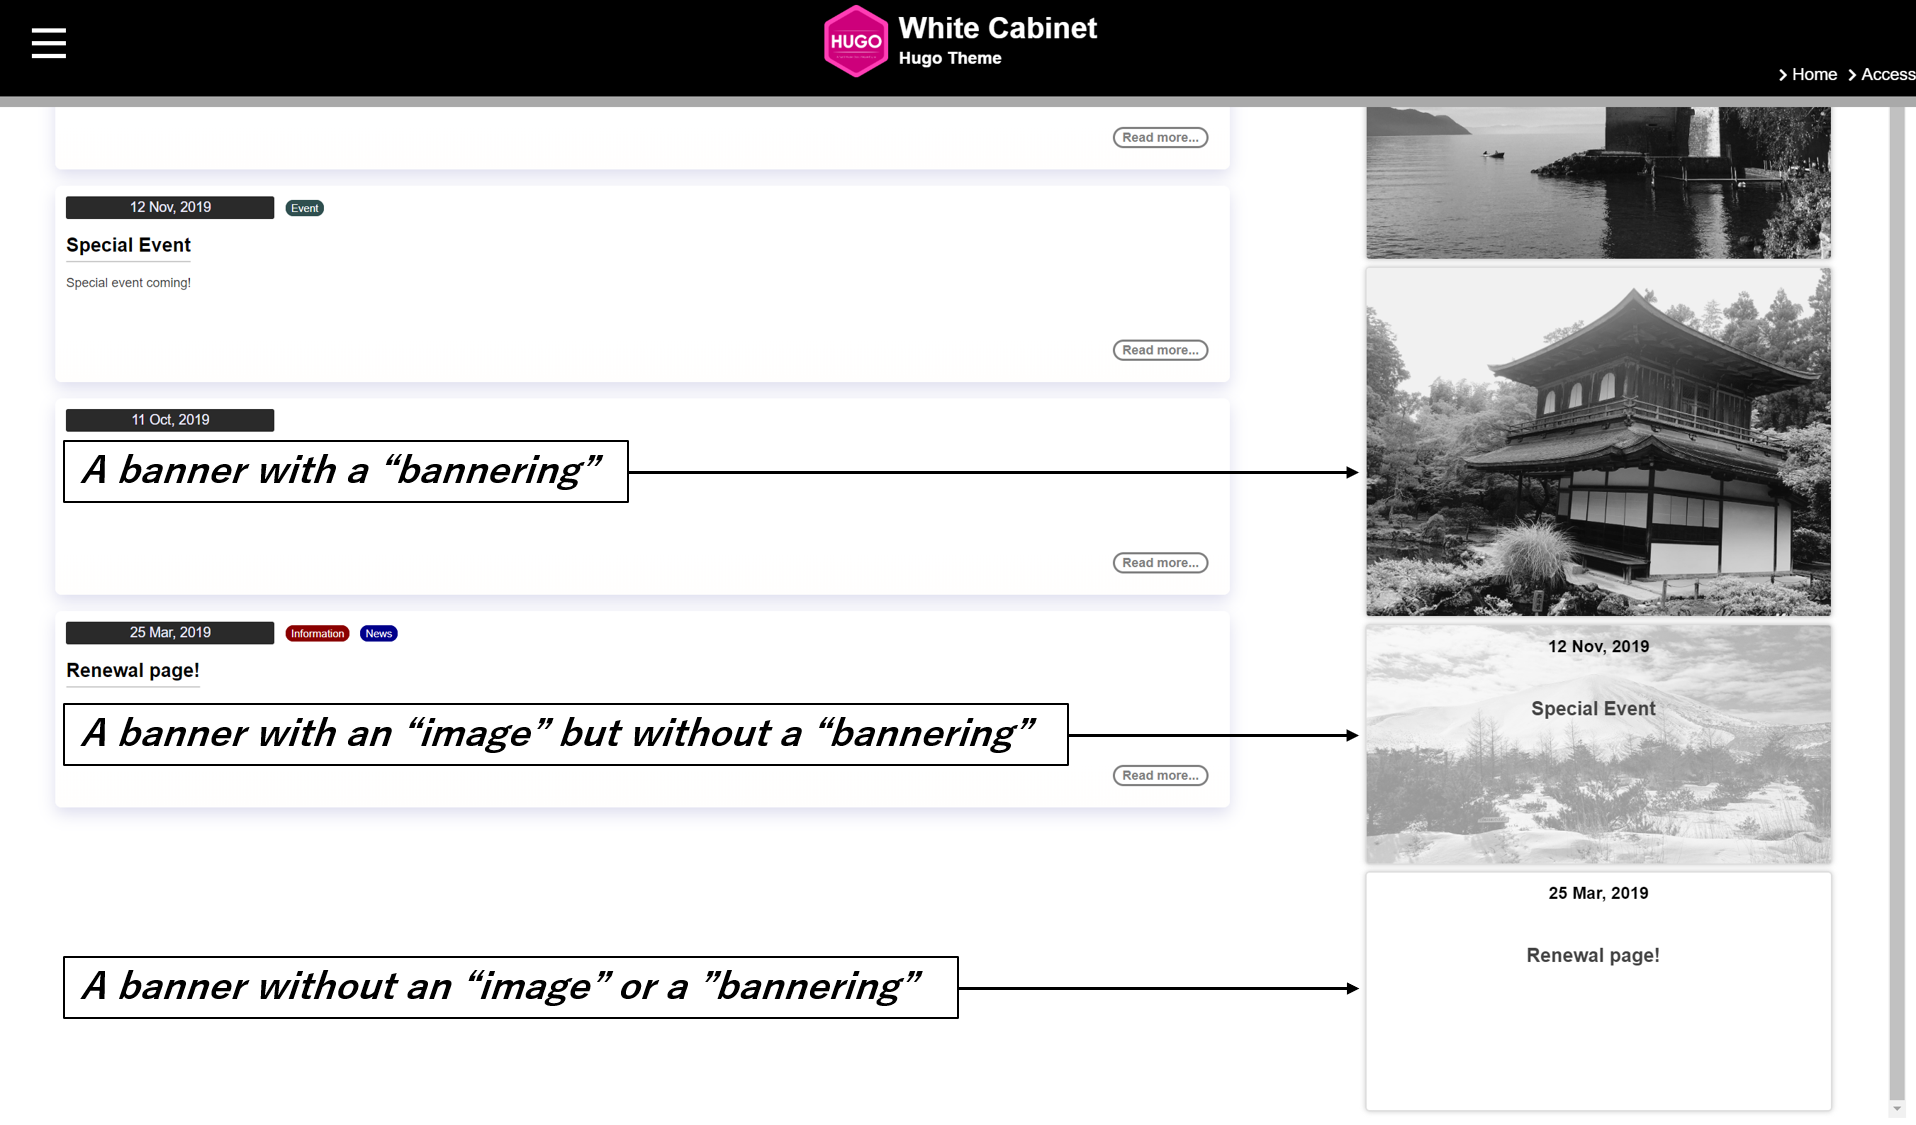 HUGO
White Cabinet
Hugo Theme
Home
Access
Read more...
12 Nov, 2019
Event
Special Event
Special event coming!
Read more...
11 Oct, 2019
A banner with a “bannering”
Read more...
25 Mar, 2019
Information
News
Renewal page!
A banner with an “image” but without a “bannering”
Read more...
A banner without an “image” or a ”bannering”
12 Nov, 2019
Special Event
25 Mar, 2019
Renewal page!